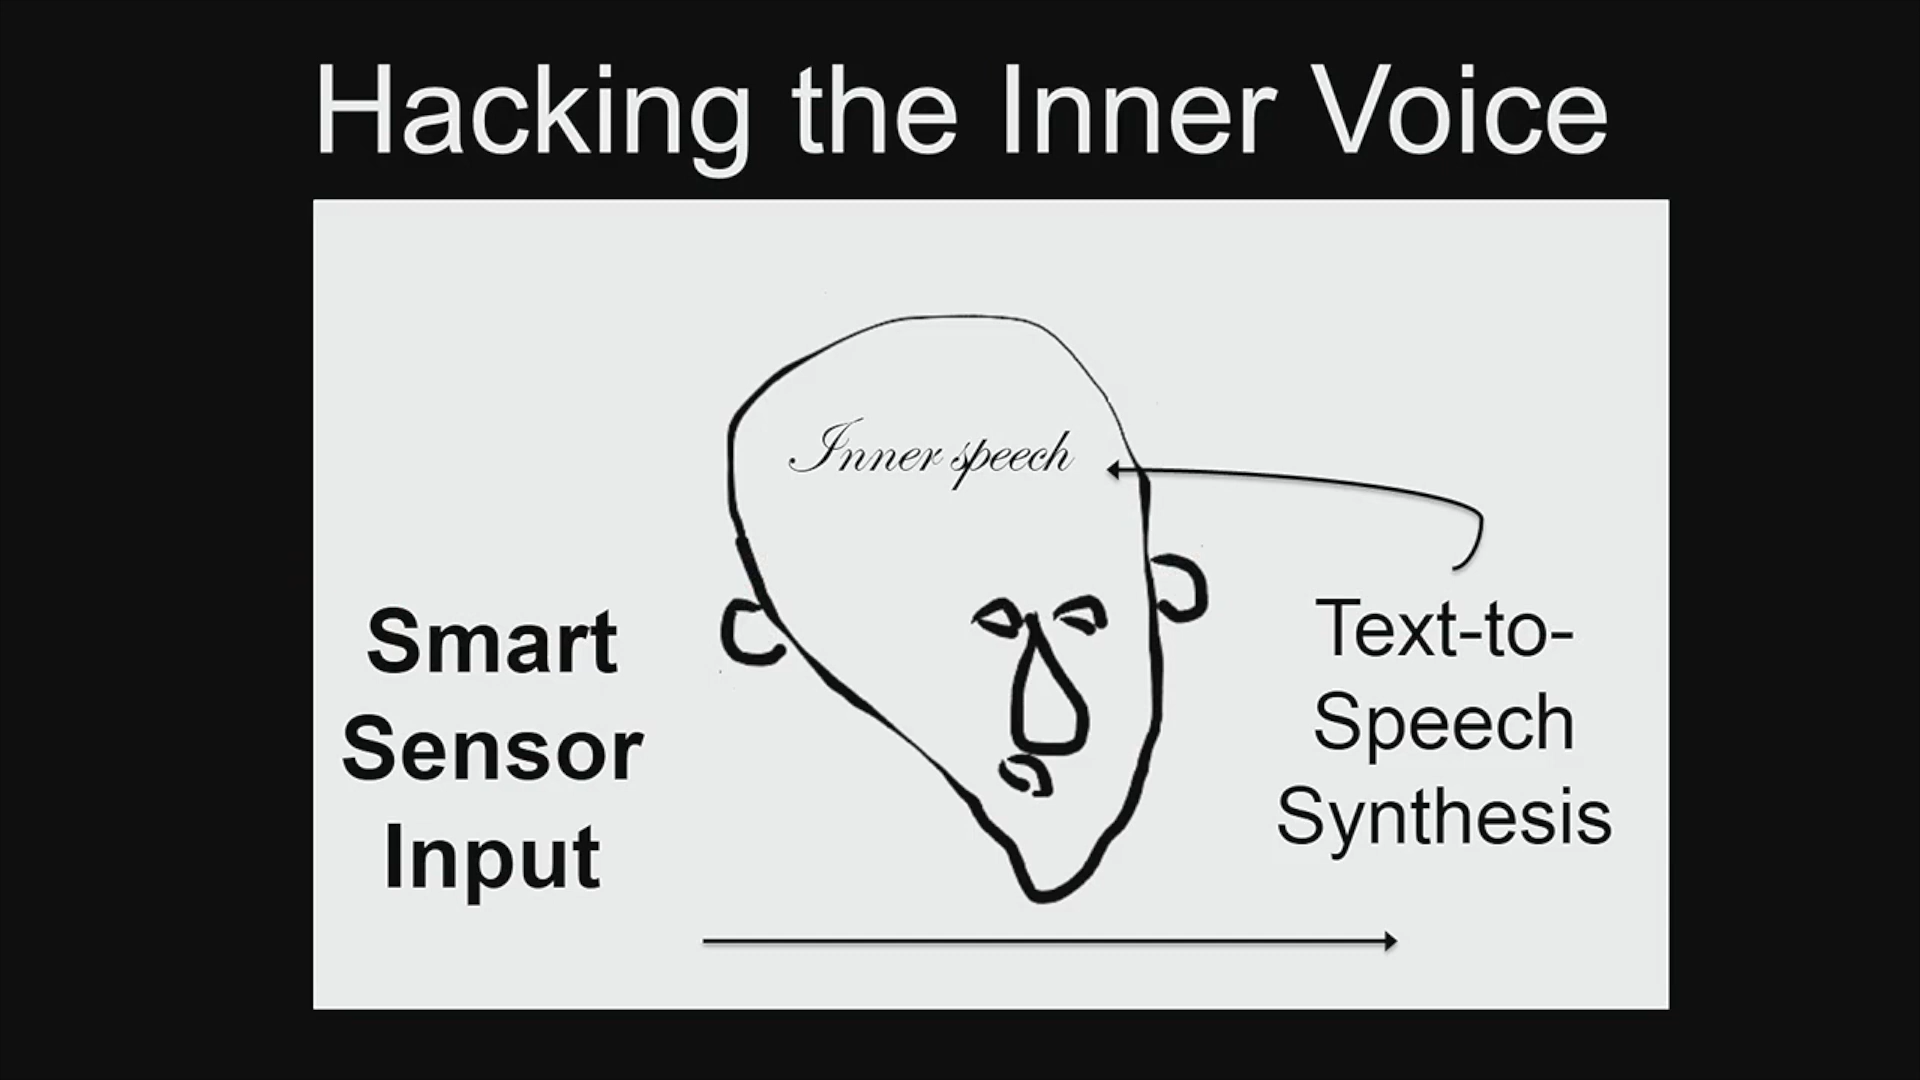 Hacking the Inner Voice
Inner speech
Smart
Sensor
Input
Text-to-
Speech
Synthesis